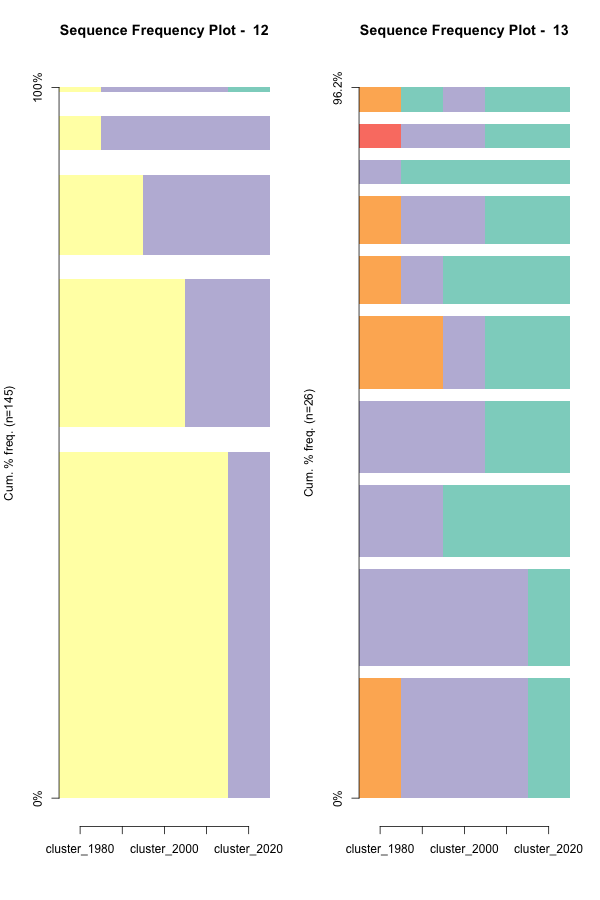 Sequence Frequency Plot -  12
100%
Cum. % freq. (n=145)
0%
cluster_1980
cluster_2000
cluster_2020
Sequence Frequency Plot -  13
96.2%
Cum. % freq. (n=26)
0%
cluster_1980
cluster_2000
cluster_2020